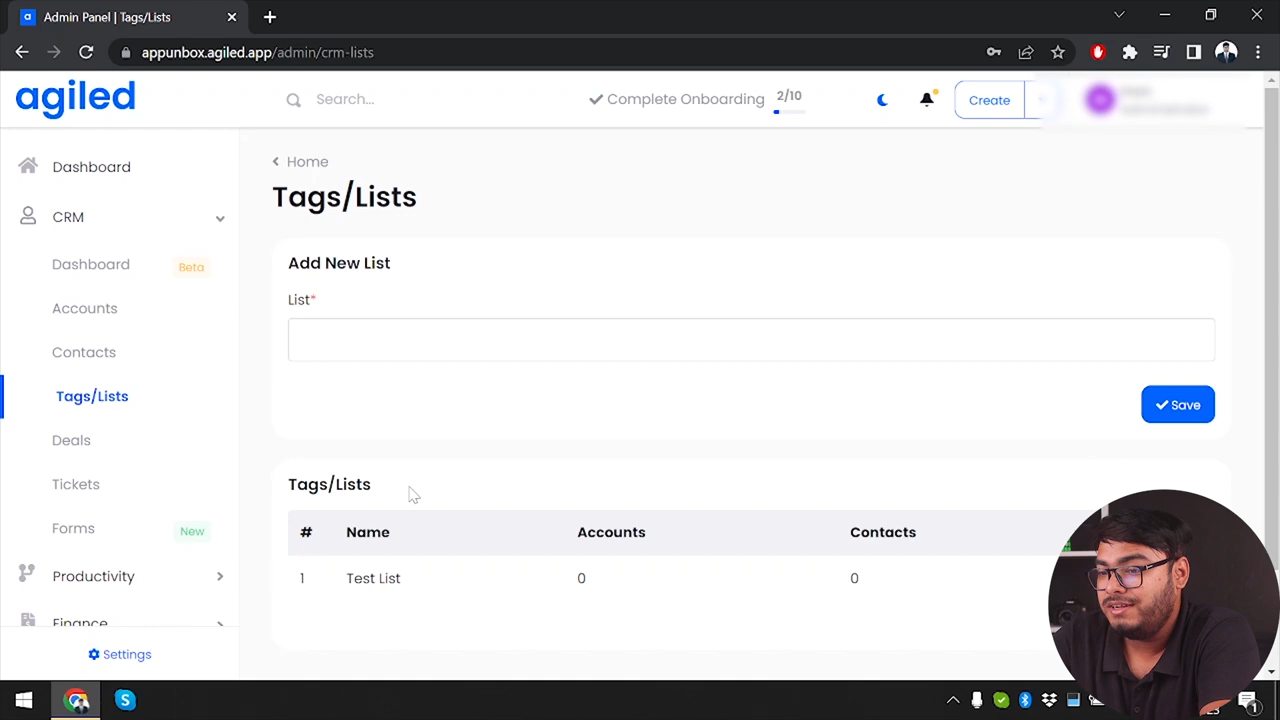 a Admin Panel | Tags/Lists
appunbox.agiled.app/admin/crm-lists
agiled
Search...
Complete Onboarding 2/10
Create
Dashboard
CRM
Dashboard Beta
Accounts
Contacts
Tags/Lists
Deals
Tickets
Forms New
Productivity
Finance
Settings
Home
Tags/Lists
Add New List
List*
Save
Tags/Lists
# Name Accounts Contacts
1 Test List 0 0